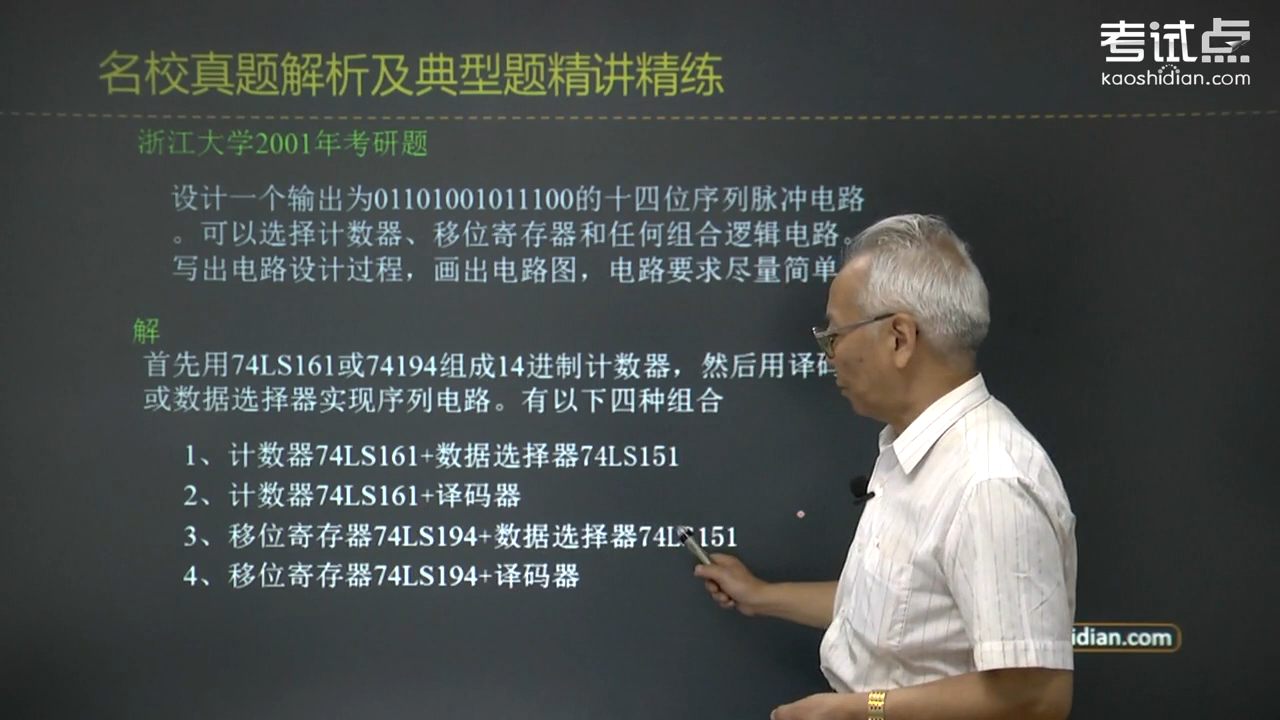 考试点
kaoshidian.com
名校真题解析及典型题精讲精练
浙江大学2001年考研题
设计一个输出为01101001011100的十四位序列脉冲电路
。可以选择计数器、移位寄存器和任何组合逻辑电路。
写出电路设计过程，画出电路图，电路要求尽量简单
解
首先用74LS161或74194组成14进制计数器，然后用译码
或数据选择器实现序列电路。有以下四种组合
1、计数器74LS161+数据选择器74LS151
2、计数器74LS161+译码器
3、移位寄存器74LS194+数据选择器74LS151
4、移位寄存器74LS194+译码器
idian.com